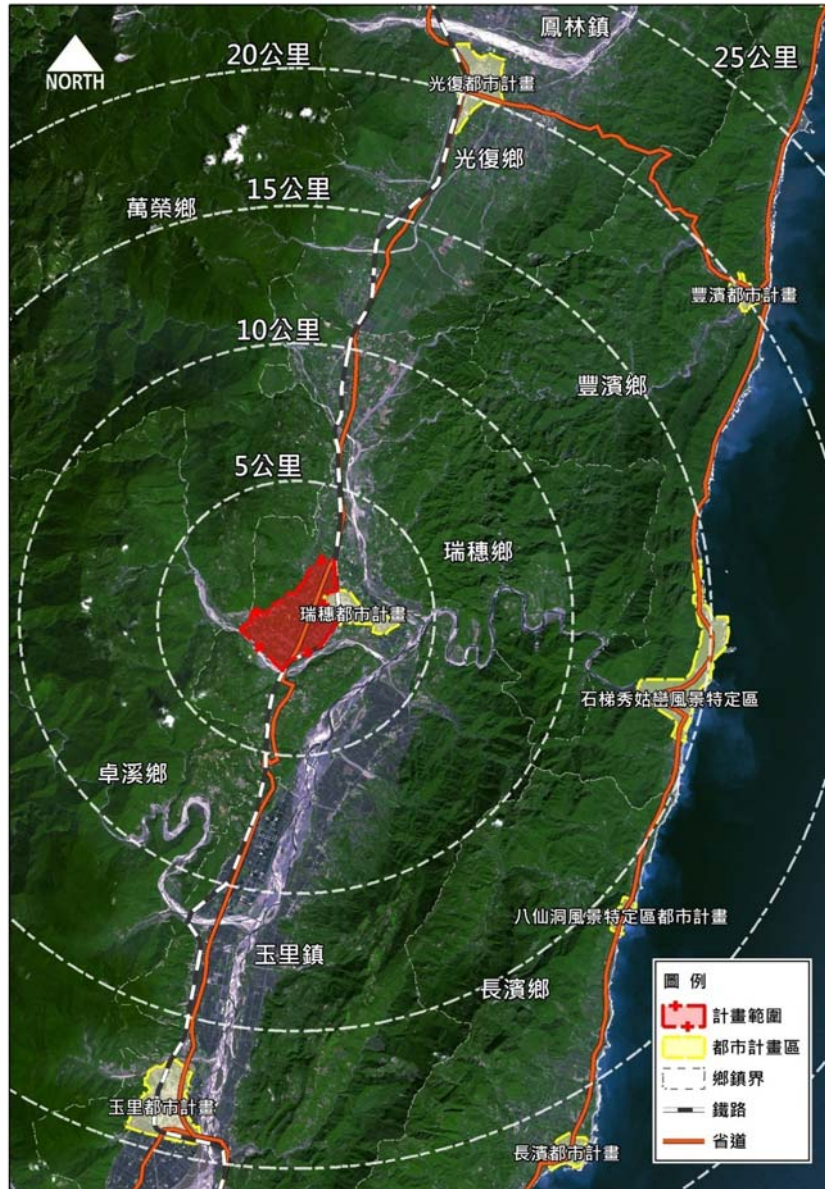 鳳林鎮
20公里
25公里
NORTH
光復都市計畫
光復鄉
15公里
萬榮鄉
豐濱都市計畫
10公里
豐濱鄉
5公里
瑞穗鄉
瑞穗都市計畫
石梯秀姑巒風景特定區
卓溪鄉
八仙洞風景特定區都市計畫
玉里鎮
長濱鄉
玉里都市計畫
長濱都市計畫
圖 例
計畫範圍
都市計畫區
鄉鎮界
鐵路
省道